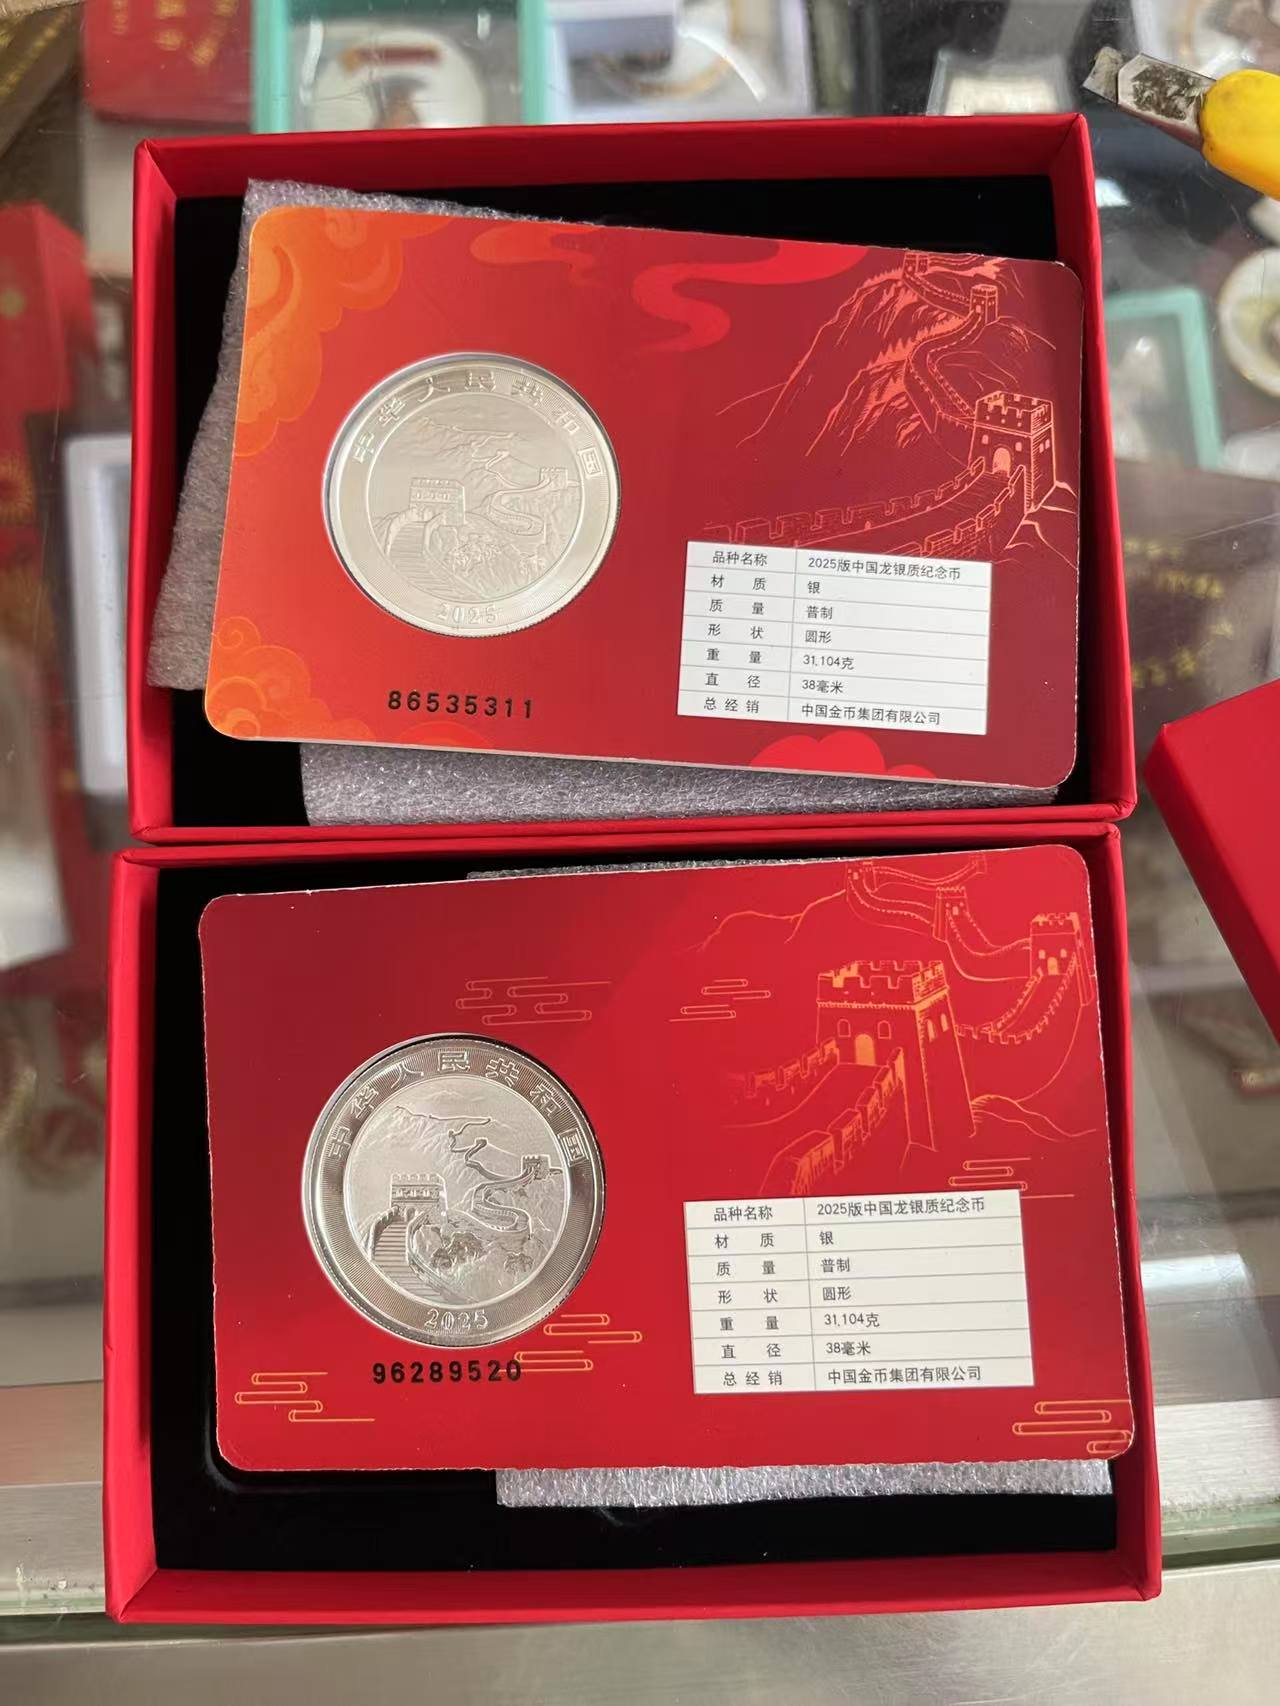 中华人民共和国
2025
86535311
品种名称 2025版中国龙银质纪念币
材 质 银
质 量 普制
形 状 圆形
重 量 31.104克
直 径 38毫米
总经销 中国金币集团有限公司
中华人民共和国
2025
96289520
品种名称 2025版中国龙银质纪念币
材 质 银
质 量 普制
形 状 圆形
重 量 31.104克
直 径 38毫米
总经销 中国金币集团有限公司